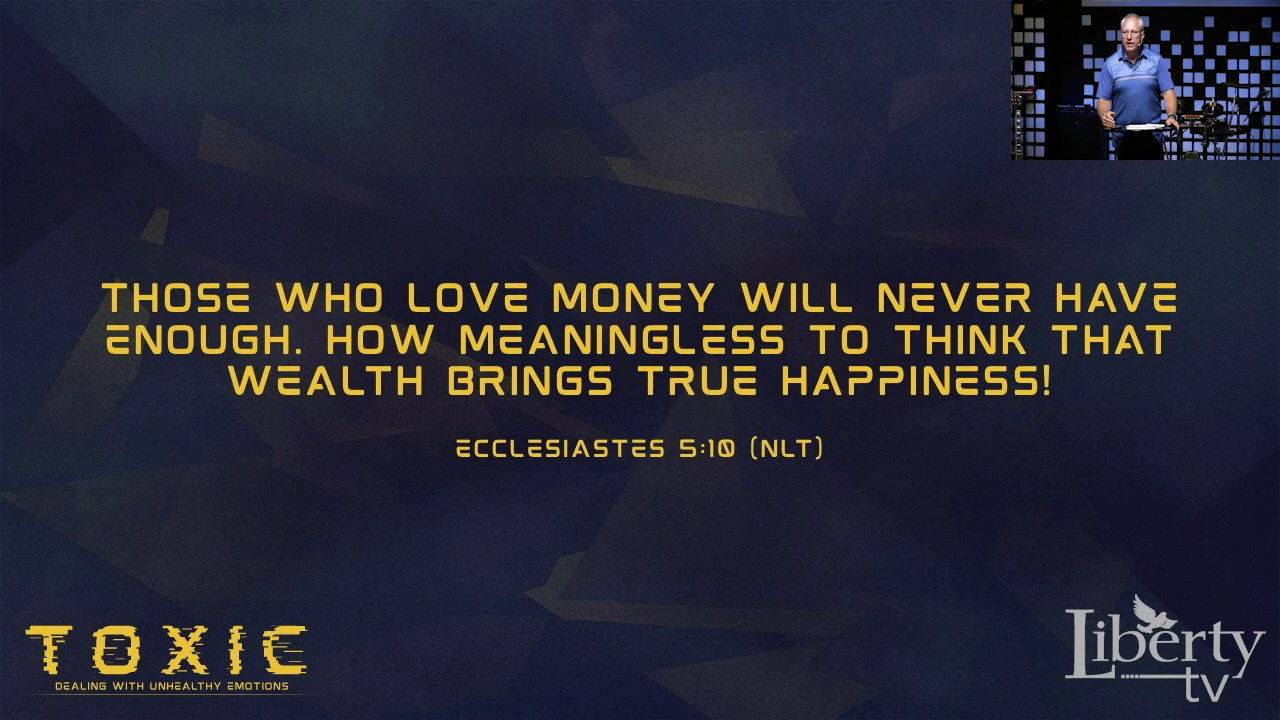 THOSE WHO LOVE MONEY WILL NEVER HAVE
ENOUGH. HOW MEANINGLESS TO THINK THAT
WEALTH BRINGS TRUE HAPPINESS!
ECCLESIASTES 5:10 (NLT)
TOXIC
DEALING WITH UNHEALTHY EMOTIONS
Liberty
tv